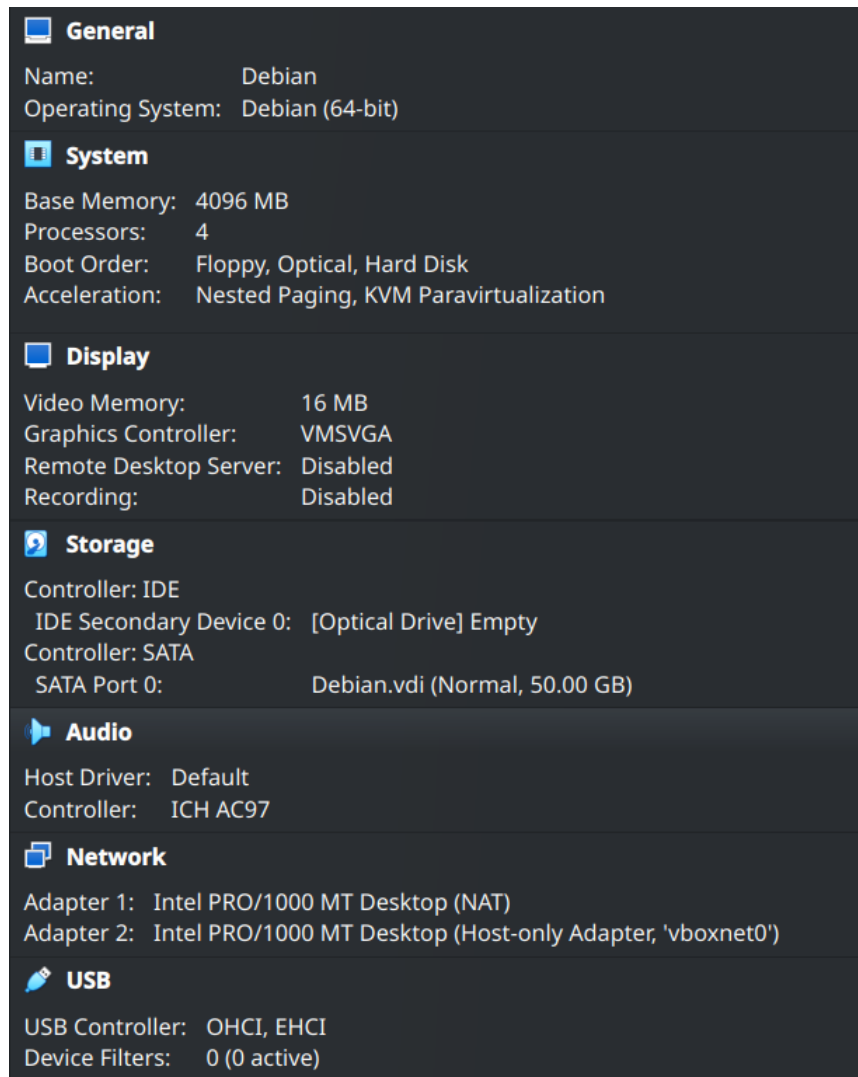 General
Name: Debian
Operating System: Debian (64-bit)
System
Base Memory: 4096 MB
Processors: 4
Boot Order: Floppy, Optical, Hard Disk
Acceleration: Nested Paging, KVM Paravirtualization
Display
Video Memory: 16 MB
Graphics Controller: VMSVGA
Remote Desktop Server: Disabled
Recording: Disabled
Storage
Controller: IDE
IDE Secondary Device 0: [Optical Drive] Empty
Controller: SATA
SATA Port 0: Debian.vdi (Normal, 50.00 GB)
Audio
Host Driver: Default
Controller: ICH AC97
Network
Adapter 1: Intel PRO/1000 MT Desktop (NAT)
Adapter 2: Intel PRO/1000 MT Desktop (Host-only Adapter, 'vboxnet0')
USB
USB Controller: OHCI, EHCI
Device Filters: 0 (0 active)